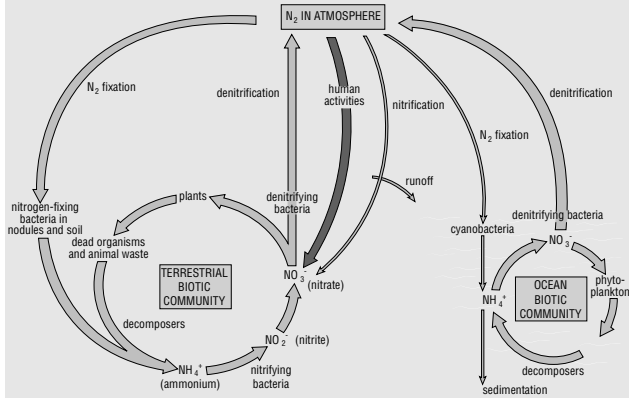 N₂ IN ATMOSPHERE
N₂ fixation
denitrification
human
activities
nitrification
denitrification
N₂ fixation
runoff
plants
denitrifying
bacteria
nitrogen-fixing
bacteria in
nodules and soil
dead organisms
and animal waste
denitrifying bacteria
cyanobacteria
NO₃⁻
TERRESTRIAL
BIOTIC
COMMUNITY
NO₃⁻
(nitrate)
phyto-
plankton
NH₄⁺
OCEAN
BIOTIC
COMMUNITY
decomposers
NO₂⁻ (nitrite)
NH₄⁺
(ammonium)
nitrifying
bacteria
decomposers
sedimentation